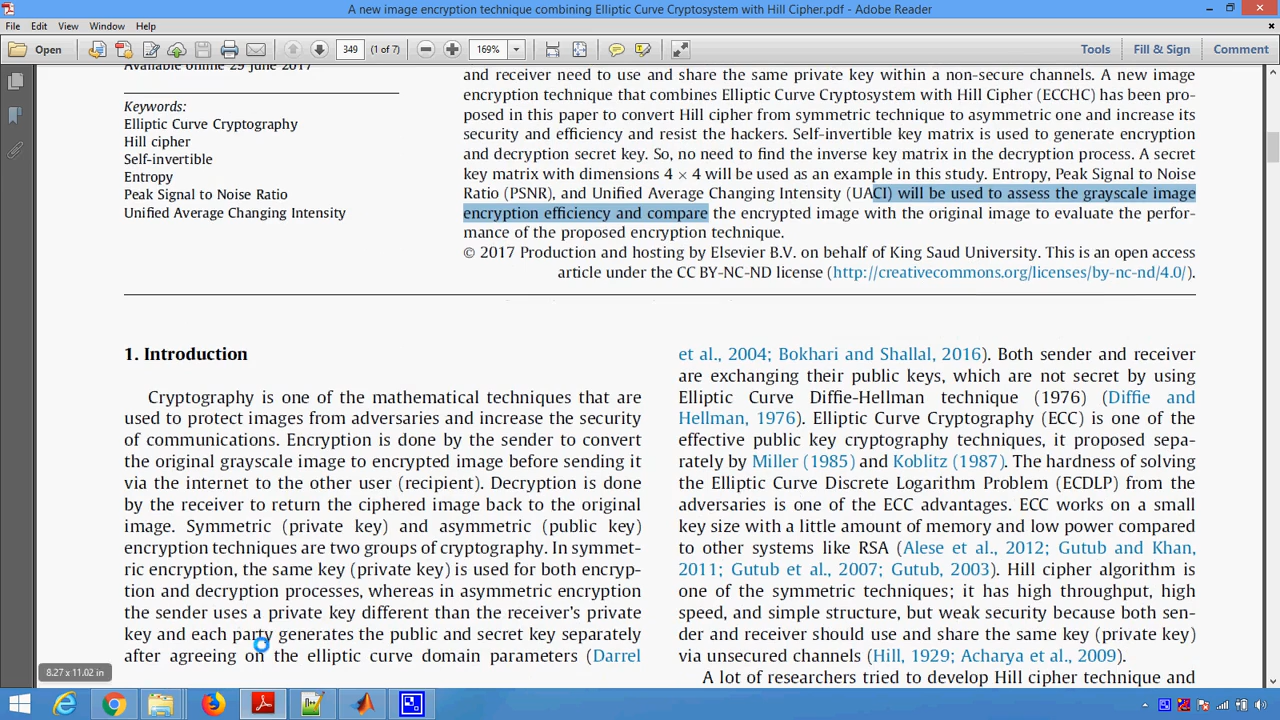 A new image encryption technique combining Elliptic Curve Cryptosystem with Hill Cipher.pdf - Adobe Reader
File Edit View Window Help
Open 349 (1 of 7) 169% Tools Fill & Sign Comment
Available online 29 June 2017
Keywords:
Elliptic Curve Cryptography
Hill cipher
Self-invertible
Entropy
Peak Signal to Noise Ratio
Unified Average Changing Intensity
and receiver need to use and share the same private key within a non-secure channels. A new image
encryption technique that combines Elliptic Curve Cryptosystem with Hill Cipher (ECCHC) has been pro-
posed in this paper to convert Hill cipher from symmetric technique to asymmetric one and increase its
security and efficiency and resist the hackers. Self-invertible key matrix is used to generate encryption
and decryption secret key. So, no need to find the inverse key matrix in the decryption process. A secret
key matrix with dimensions 4 × 4 will be used as an example in this study. Entropy, Peak Signal to Noise
Ratio (PSNR), and Unified Average Changing Intensity (UACI) will be used to assess the grayscale image
encryption efficiency and compare the encrypted image with the original image to evaluate the perfor-
mance of the proposed encryption technique.
© 2017 Production and hosting by Elsevier B.V. on behalf of King Saud University. This is an open access
article under the CC BY-NC-ND license (http://creativecommons.org/licenses/by-nc-nd/4.0/).
1. Introduction
Cryptography is one of the mathematical techniques that are
used to protect images from adversaries and increase the security
of communications. Encryption is done by the sender to convert
the original grayscale image to encrypted image before sending it
via the internet to the other user (recipient). Decryption is done
by the receiver to return the ciphered image back to the original
image. Symmetric (private key) and asymmetric (public key)
encryption techniques are two groups of cryptography. In symmet-
ric encryption, the same key (private key) is used for both encryp-
tion and decryption processes, whereas in asymmetric encryption
the sender uses a private key different than the receiver's private
key and each party generates the public and secret key separately
after agreeing on the elliptic curve domain parameters (Darrel
et al., 2004; Bokhari and Shallal, 2016). Both sender and receiver
are exchanging their public keys, which are not secret by using
Elliptic Curve Diffie-Hellman technique (1976) (Diffie and
Hellman, 1976). Elliptic Curve Cryptography (ECC) is one of the
effective public key cryptography techniques, it proposed sepa-
rately by Miller (1985) and Koblitz (1987). The hardness of solving
the Elliptic Curve Discrete Logarithm Problem (ECDLP) from the
adversaries is one of the ECC advantages. ECC works on a small
key size with a little amount of memory and low power compared
to other systems like RSA (Alese et al., 2012; Gutub and Khan,
2011; Gutub et al., 2007; Gutub, 2003). Hill cipher algorithm is
one of the symmetric techniques; it has high throughput, high
speed, and simple structure, but weak security because both sen-
der and receiver should use and share the same key (private key)
via unsecured channels (Hill, 1929; Acharya et al., 2009).
A lot of researchers tried to develop Hill cipher technique and
8.27 x 11.02 in